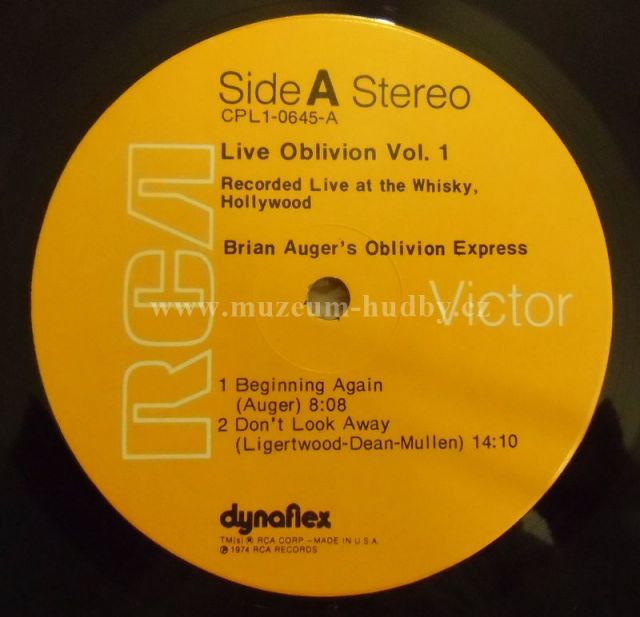 Side A Stereo
CPL1-0645-A
Live Oblivion Vol. 1
Recorded Live at the Whisky,
Hollywood
Brian Auger's Oblivion Express
RCA
Victor
www.muzeum-hudby.cz
1 Beginning Again
(Auger) 8:08
2 Don't Look Away
(Ligertwood-Dean-Mullen) 14:10
dynaflex
TM(s) ® RCA CORP. – MADE IN U.S.A.
℗ 1974 RCA RECORDS